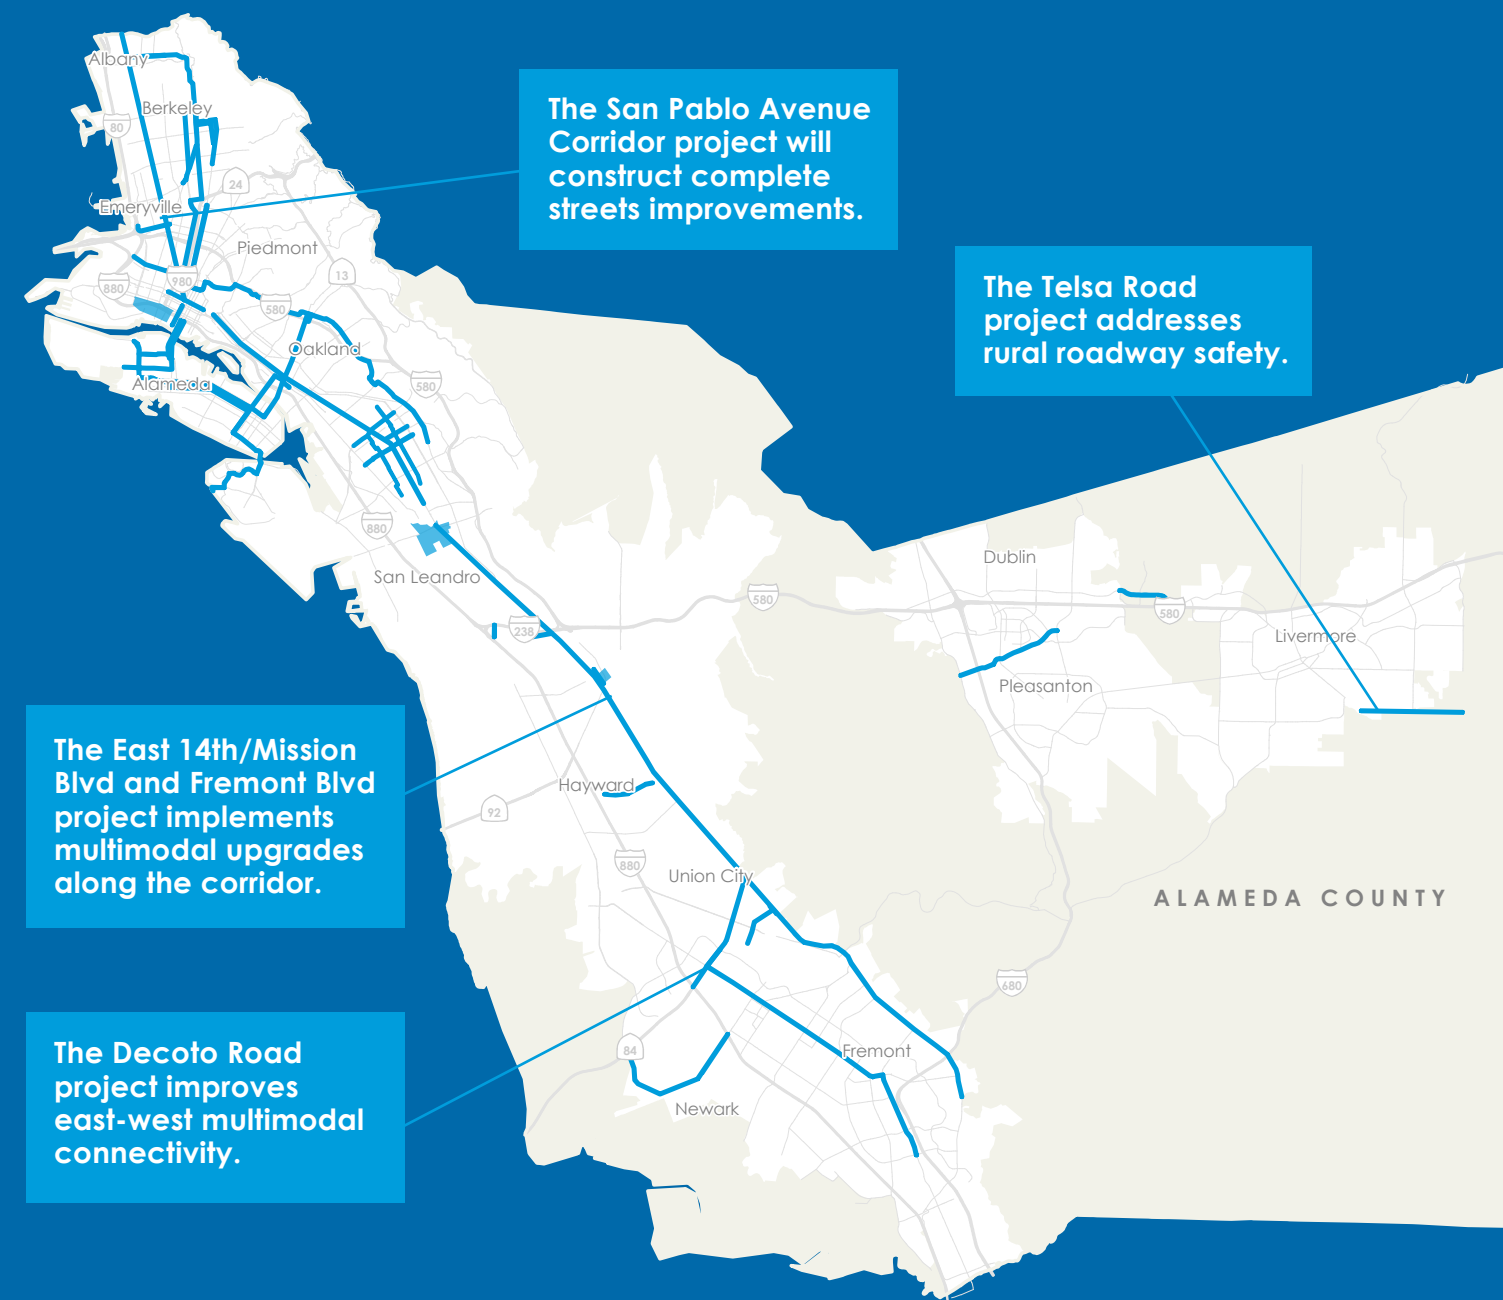 Albany
Berkeley
80
The San Pablo Avenue
Corridor project will
construct complete
streets improvements.
24
Emeryville
Piedmont
13
880
980
580
Oakland
Alameda
580
The Telsa Road
project addresses
rural roadway safety.
880
San Leandro
238
580
Dublin
580
Livermore
Pleasanton
The East 14th/Mission
Blvd and Fremont Blvd
project implements
multimodal upgrades
along the corridor.
Hayward
92
880
Union City
ALAMEDA COUNTY
680
The Decoto Road
project improves
east-west multimodal
connectivity.
84
Fremont
Newark